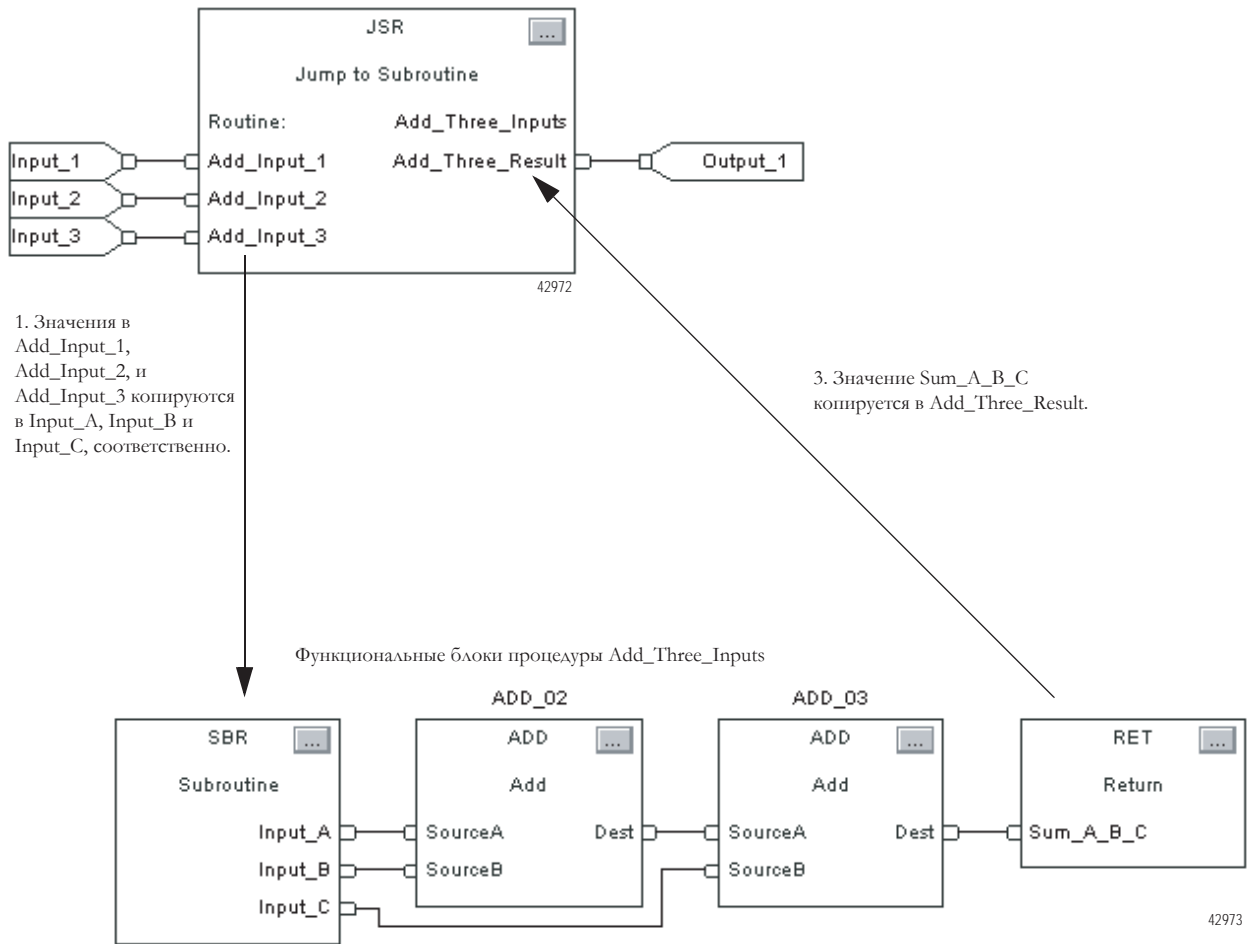 JSR
...
Jump to Subroutine
Routine: Add_Three_Inputs
Input_1 Add_Input_1 Add_Three_Result Output_1
Input_2 Add_Input_2
Input_3 Add_Input_3
42972
1. Значения в
Add_Input_1,
Add_Input_2, и
Add_Input_3 копируются
в Input_A, Input_B и
Input_C, соответственно.
3. Значение Sum_A_B_C
копируется в Add_Three_Result.
Функциональные блоки процедуры Add_Three_Inputs
ADD_02 ADD_03
SBR ... ADD ... ADD ... RET ...
Subroutine Add Add Return
Input_A SourceA Dest SourceA Dest Sum_A_B_C
Input_B SourceB SourceB
Input_C
42973